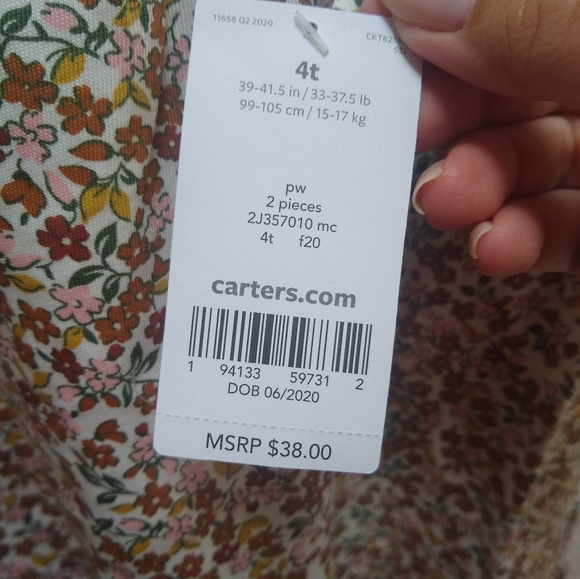 11658 Q2 2020
4t
39-41.5 in / 33-37.5 lb
99-105 cm / 15-17 kg
pw
2 pieces
2J357010 mc
4t f20
carters.com
1 94133 59731 2
DOB 06/2020
MSRP $38.00